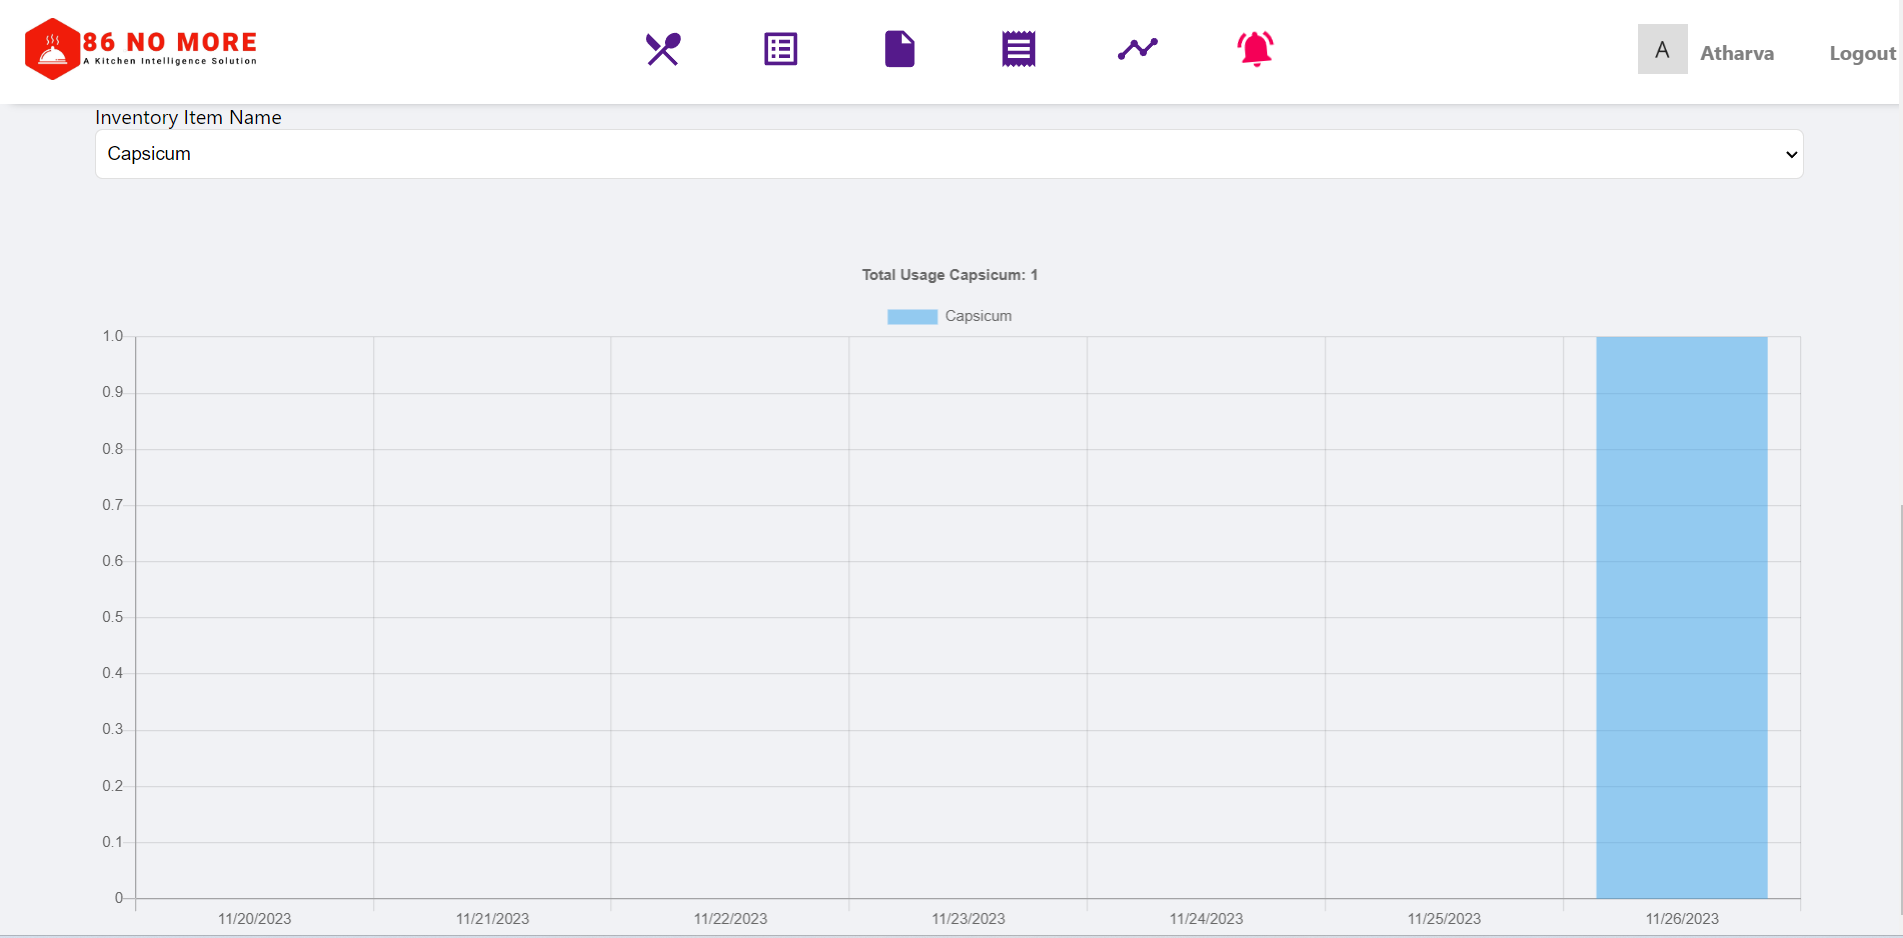 86 NO MORE
A Kitchen Intelligence Solution
A
Atharva
Logout
Inventory Item Name
Capsicum
Total Usage Capsicum: 1
Capsicum
1.0
0.9
0.8
0.7
0.6
0.5
0.4
0.3
0.2
0.1
0
11/20/2023 11/21/2023 11/22/2023 11/23/2023 11/24/2023 11/25/2023 11/26/2023